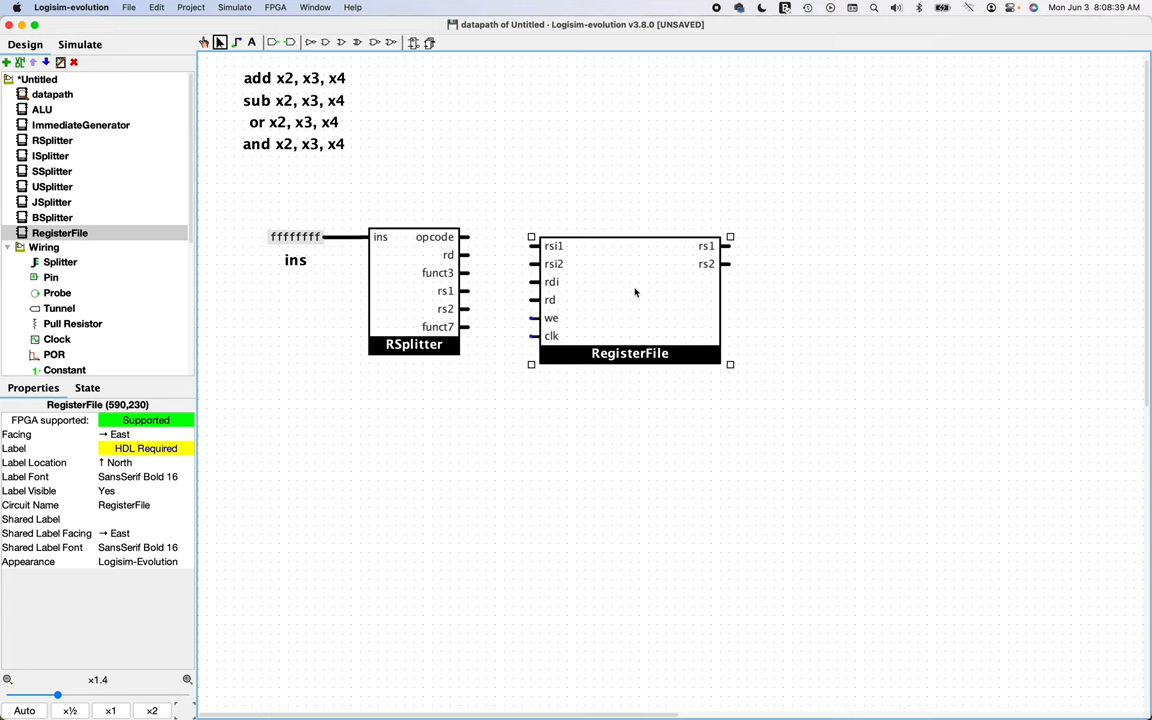 Logisim-evolution File Edit Project Simulate FPGA Window Help Mon Jun 3 8:08:39 AM
datapath of Untitled · Logisim-evolution v3.8.0 [UNSAVED]
Design Simulate
*Untitled
datapath
ALU
ImmediateGenerator
RSplitter
ISplitter
SSplitter
USplitter
JSplitter
BSplitter
RegisterFile
Wiring
Splitter
Pin
Probe
Tunnel
Pull Resistor
Clock
POR
Constant
Properties State
RegisterFile (590,230)
FPGA supported: Supported
Facing → East
Label HDL Required
Label Location ↑ North
Label Font SansSerif Bold 16
Label Visible Yes
Circuit Name RegisterFile
Shared Label
Shared Label Facing → East
Shared Label Font SansSerif Bold 16
Appearance Logisim-Evolution
×1.4
Auto ×½ ×1 ×2
add x2, x3, x4
sub x2, x3, x4
or x2, x3, x4
and x2, x3, x4
ffffffff
ins
ins opcode
rd
funct3
rs1
rs2
funct7
RSplitter
rsi1 rs1
rsi2 rs2
rdi
rd
we
clk
RegisterFile